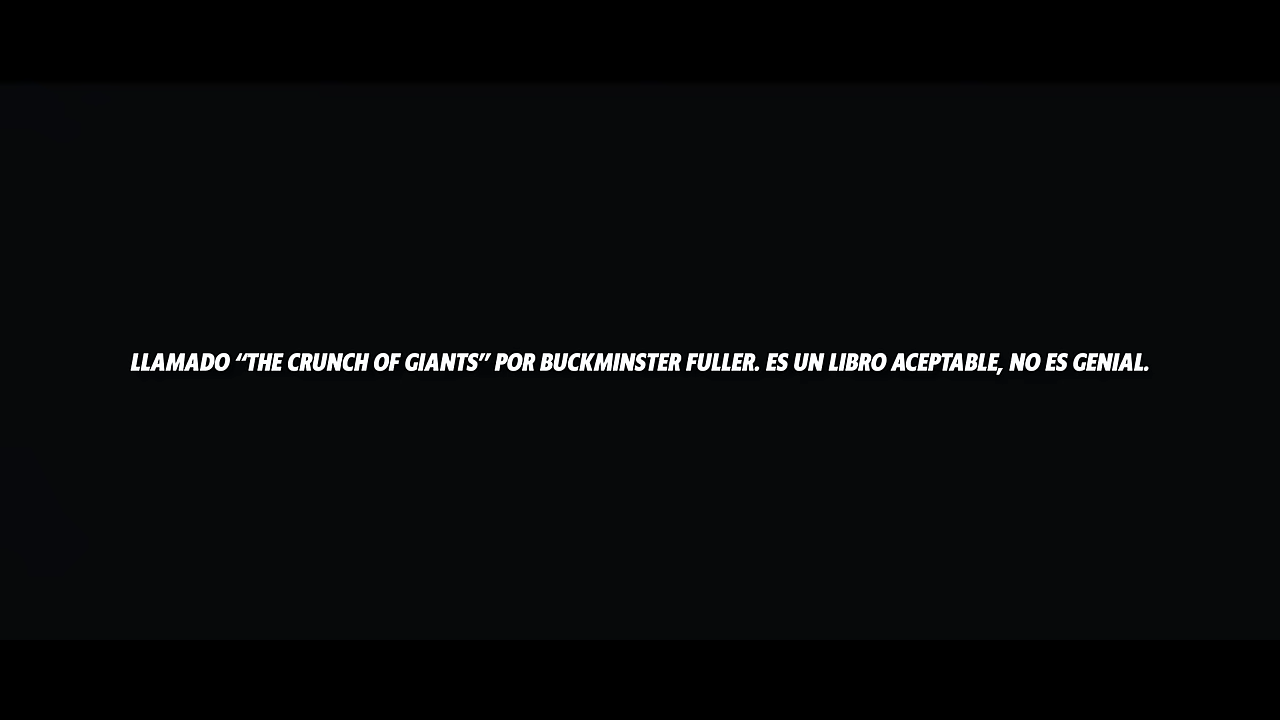 LLAMADO “THE CRUNCH OF GIANTS” POR BUCKMINSTER FULLER. ES UN LIBRO ACEPTABLE, NO ES GENIAL.